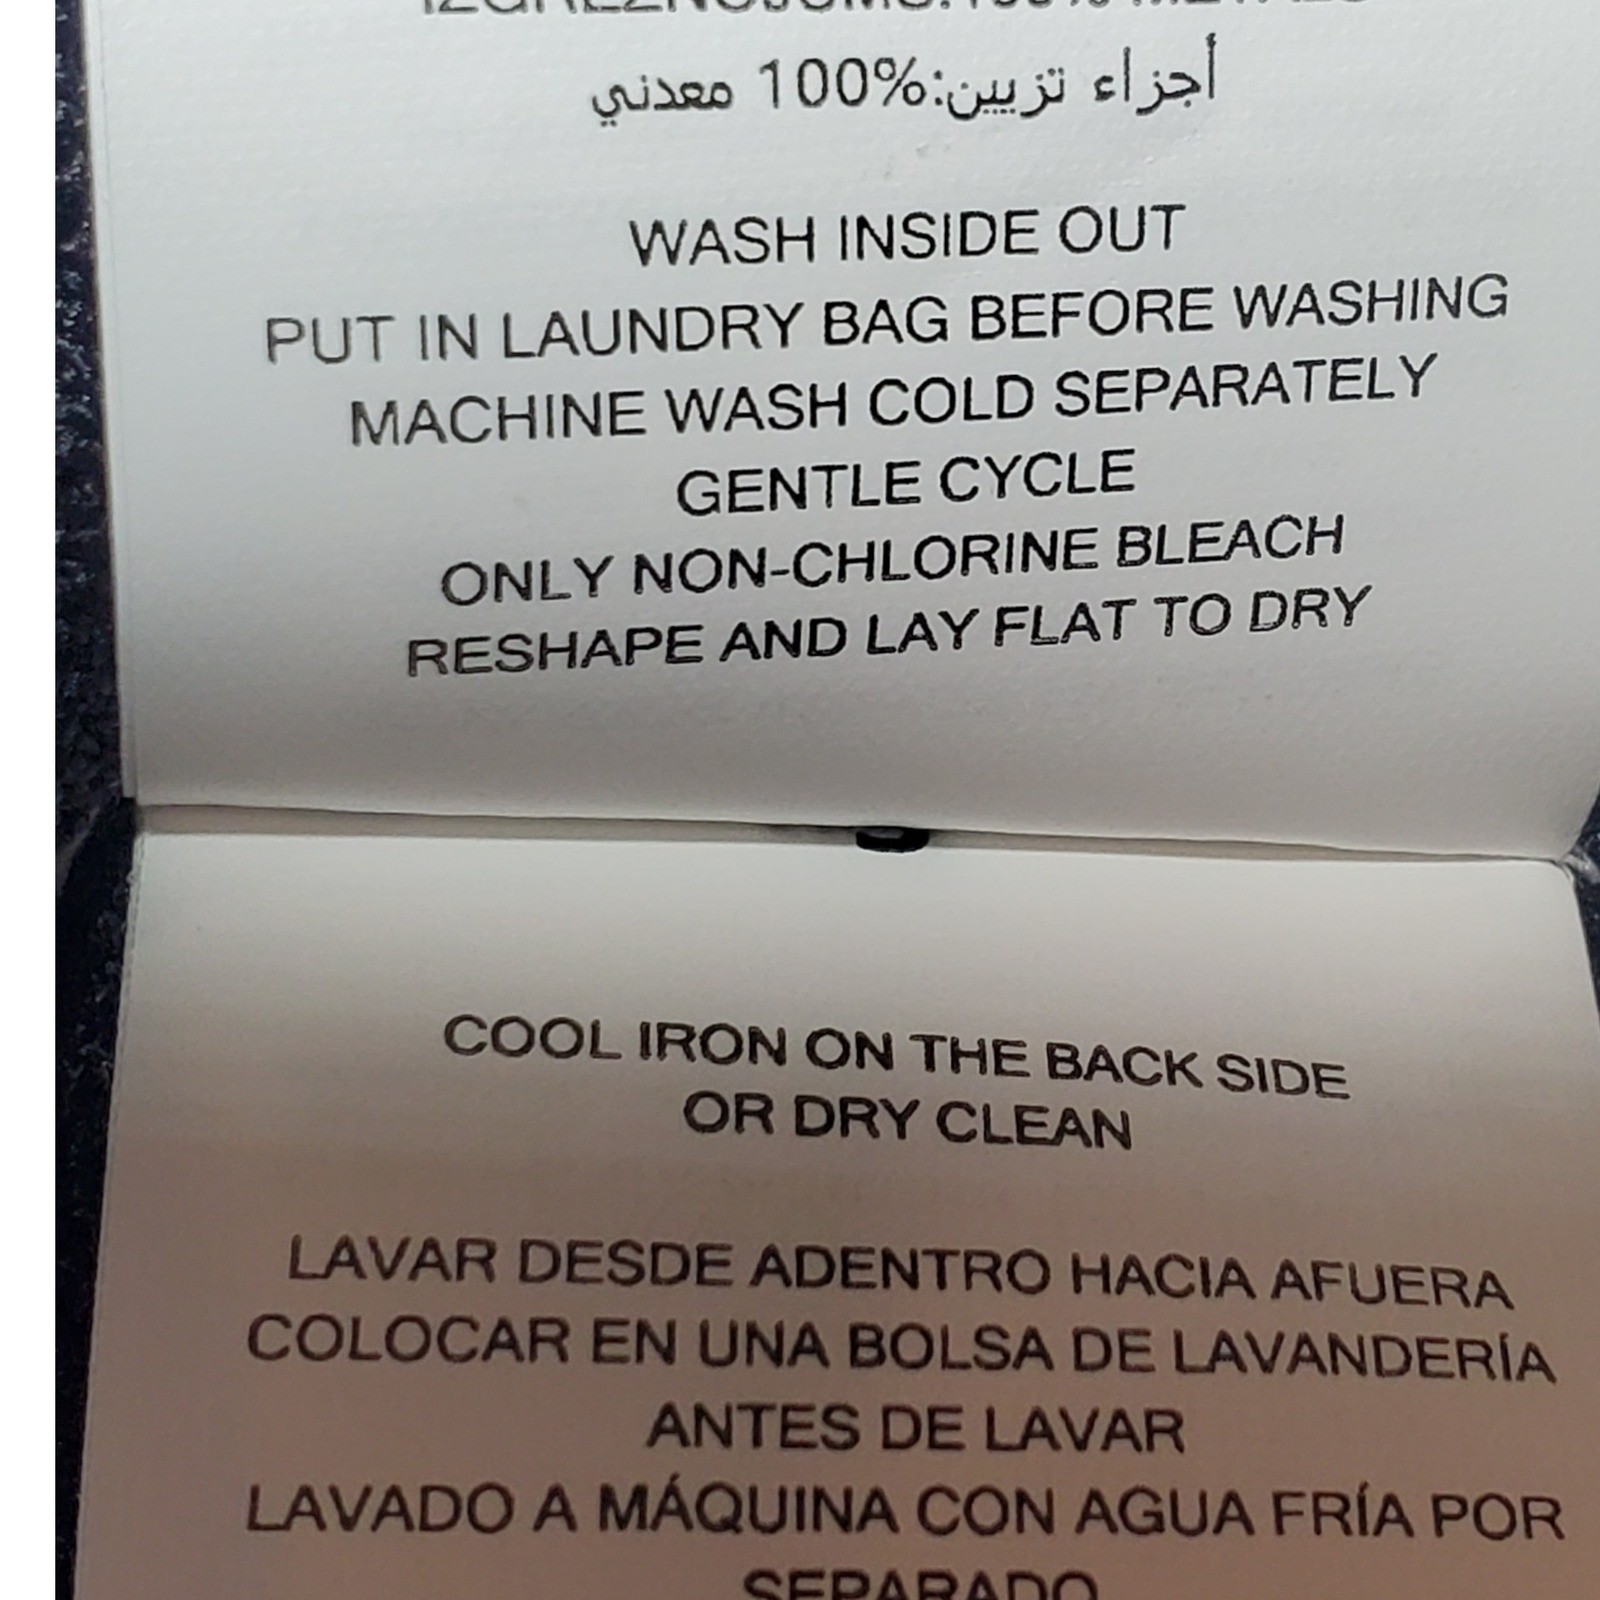 أجزاء تزيين:100% معدني
WASH INSIDE OUT
PUT IN LAUNDRY BAG BEFORE WASHING
MACHINE WASH COLD SEPARATELY
GENTLE CYCLE
ONLY NON-CHLORINE BLEACH
RESHAPE AND LAY FLAT TO DRY
COOL IRON ON THE BACK SIDE
OR DRY CLEAN
LAVAR DESDE ADENTRO HACIA AFUERA
COLOCAR EN UNA BOLSA DE LAVANDERÍA
ANTES DE LAVAR
LAVADO A MÁQUINA CON AGUA FRÍA POR
SEPARADO